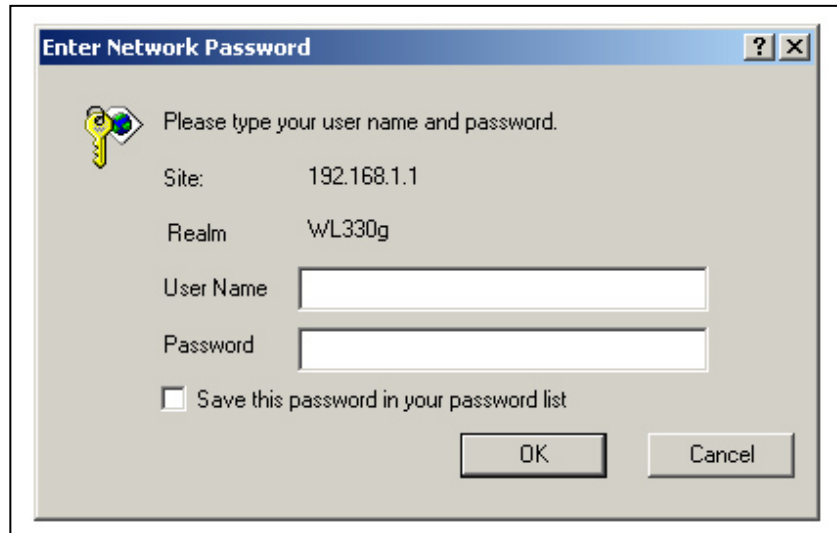 Enter Network Password
Please type your user name and password.
Site: 192.168.1.1
Realm WL330g
User Name
Password
Save this password in your password list
OK Cancel